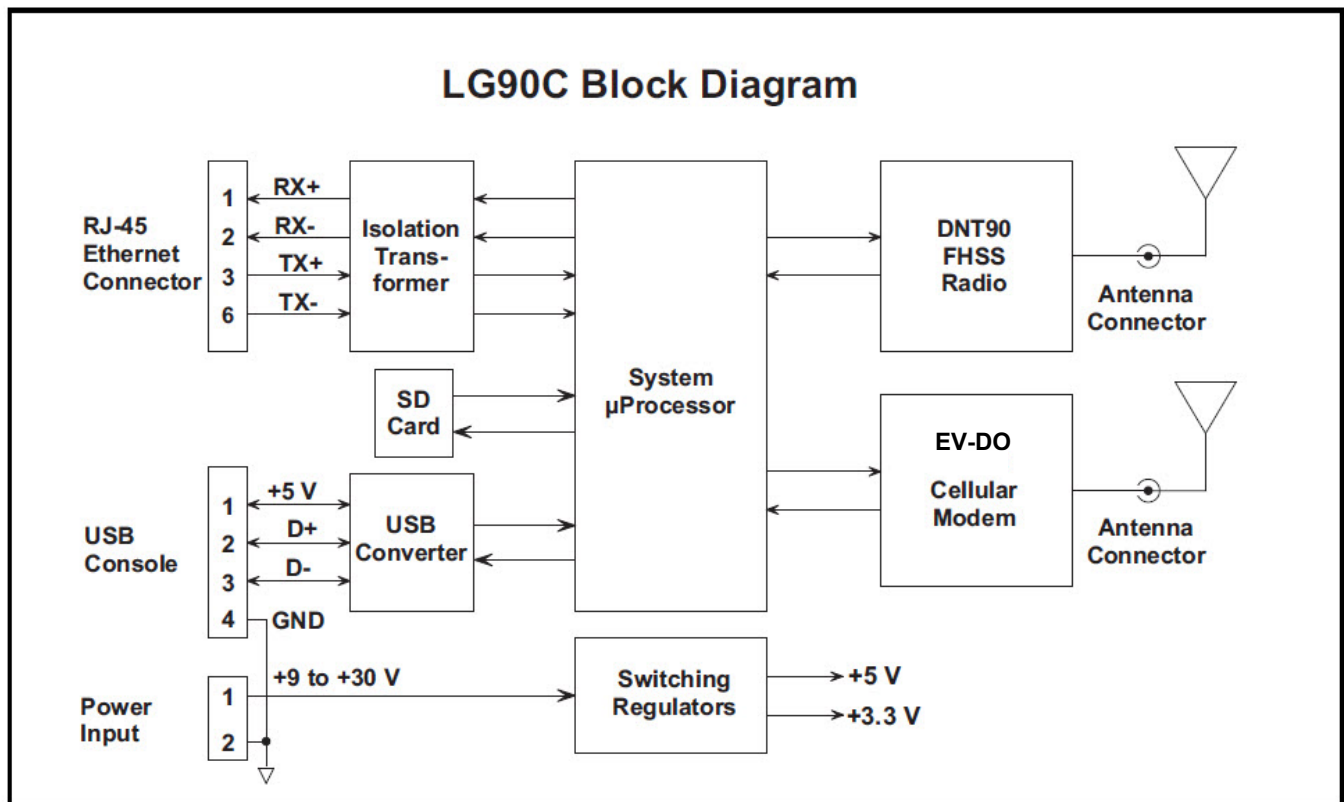 LG90C Block Diagram
RJ-45
Ethernet
Connector
1
2
3
6
RX+
RX-
TX+
TX-
Isolation
Trans-
former
SD
Card
USB
Console
1
2
3
4
+5 V
D+
D-
GND
USB
Converter
System
µProcessor
DNT90
FHSS
Radio
Antenna
Connector
EV-DO
Cellular
Modem
Antenna
Connector
Power
Input
1
2
+9 to +30 V
Switching
Regulators
+5 V
+3.3 V